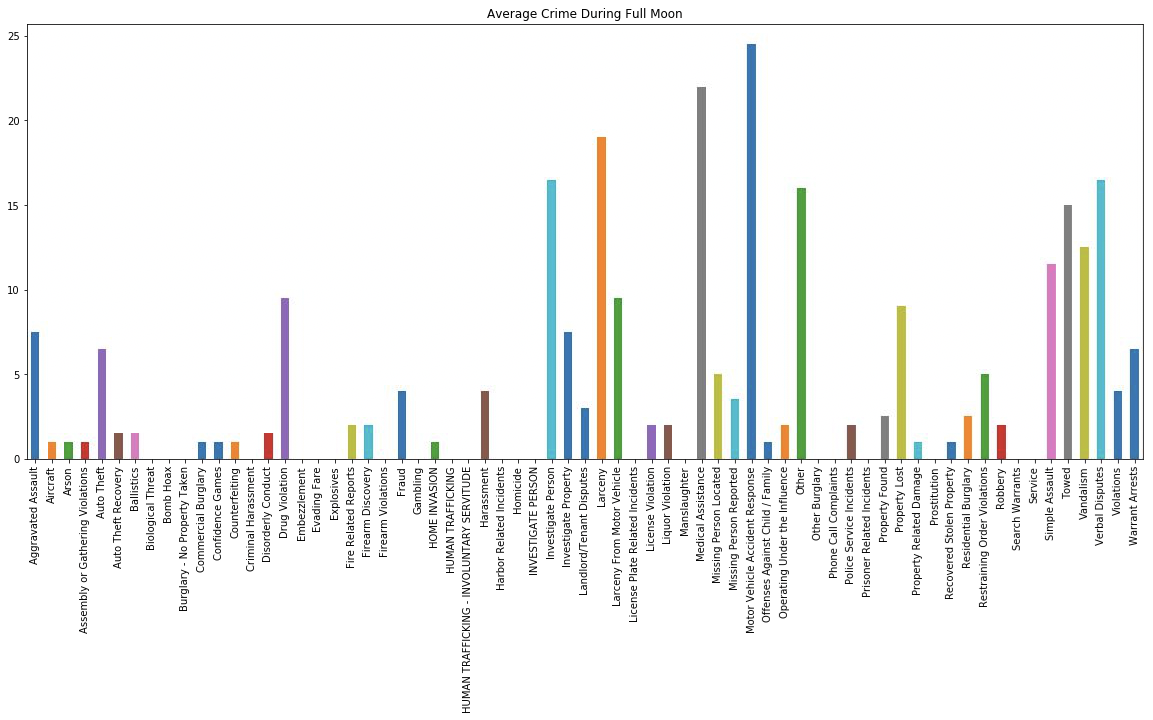 Average Crime During Full Moon
25
20
15
10
5
0
Aggravated Assault
Aircraft
Arson
Assembly or Gathering Violations
Auto Theft
Auto Theft Recovery
Ballistics
Biological Threat
Bomb Hoax
Burglary - No Property Taken
Commercial Burglary
Confidence Games
Counterfeiting
Criminal Harassment
Disorderly Conduct
Drug Violation
Embezzlement
Evading Fare
Explosives
Fire Related Reports
Firearm Discovery
Firearm Violations
Fraud
Gambling
HOME INVASION
HUMAN TRAFFICKING
HUMAN TRAFFICKING - INVOLUNTARY SERVITUDE
Harassment
Harbor Related Incidents
Homicide
INVESTIGATE PERSON
Investigate Person
Investigate Property
Landlord/Tenant Disputes
Larceny
Larceny From Motor Vehicle
License Plate Related Incidents
License Violation
Liquor Violation
Manslaughter
Medical Assistance
Missing Person Located
Missing Person Reported
Motor Vehicle Accident Response
Offenses Against Child / Family
Operating Under the Influence
Other
Other Burglary
Phone Call Complaints
Police Service Incidents
Prisoner Related Incidents
Property Found
Property Lost
Property Related Damage
Prostitution
Recovered Stolen Property
Residential Burglary
Restraining Order Violations
Robbery
Search Warrants
Service
Simple Assault
Towed
Vandalism
Verbal Disputes
Violations
Warrant Arrests